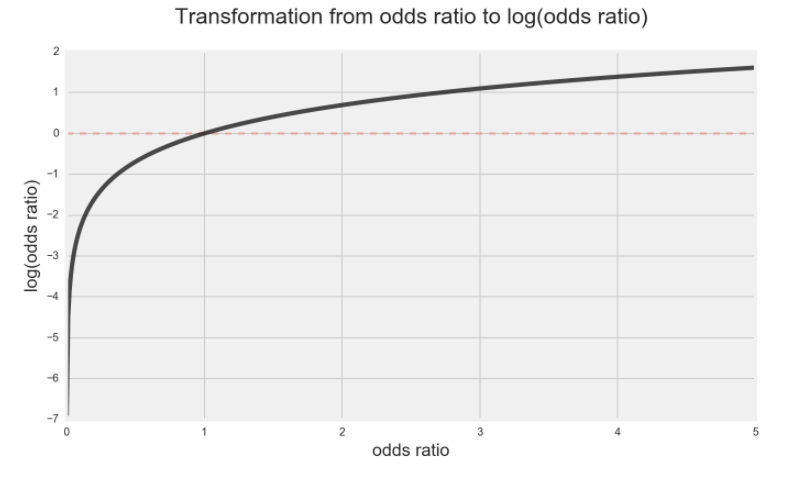 Transformation from odds ratio to log(odds ratio)
2
1
0
−1
−2
−3
−4
−5
−6
−7
log(odds ratio)
0 1 2 3 4 5
odds ratio